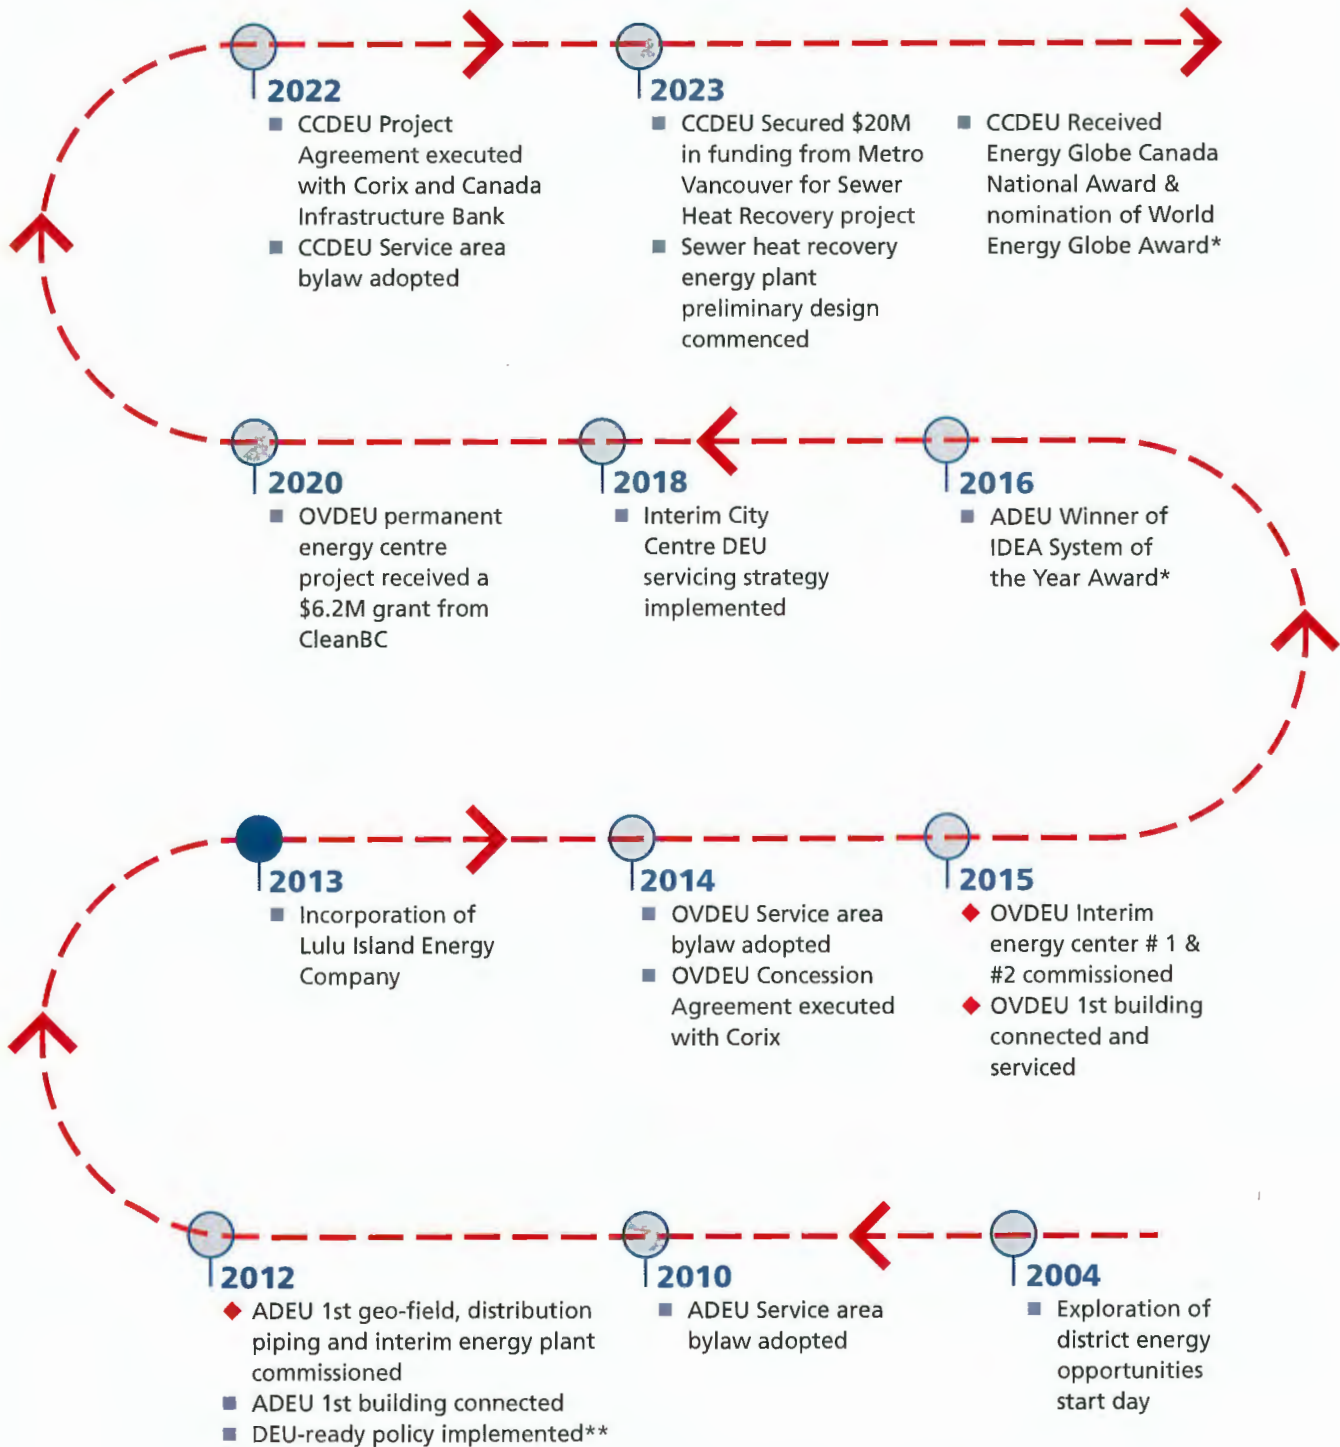 2022
■ CCDEU Project
Agreement executed
with Corix and Canada
Infrastructure Bank
■ CCDEU Service area
bylaw adopted
2023
■ CCDEU Secured $20M
in funding from Metro
Vancouver for Sewer
Heat Recovery project
■ Sewer heat recovery
energy plant
preliminary design
commenced
■ CCDEU Received
Energy Globe Canada
National Award &
nomination of World
Energy Globe Award*
2020
■ OVDEU permanent
energy centre
project received a
$6.2M grant from
CleanBC
2018
■ Interim City
Centre DEU
servicing strategy
implemented
2016
■ ADEU Winner of
IDEA System of
the Year Award*
2013
■ Incorporation of
Lulu Island Energy
Company
2014
■ OVDEU Service area
bylaw adopted
■ OVDEU Concession
Agreement executed
with Corix
2015
◆ OVDEU Interim
energy center # 1 &
#2 commissioned
◆ OVDEU 1st building
connected and
serviced
2012
◆ ADEU 1st geo-field, distribution
piping and interim energy plant
commissioned
■ ADEU 1st building connected
■ DEU-ready policy implemented**
2010
■ ADEU Service area
bylaw adopted
2004
■ Exploration of
district energy
opportunities
start day